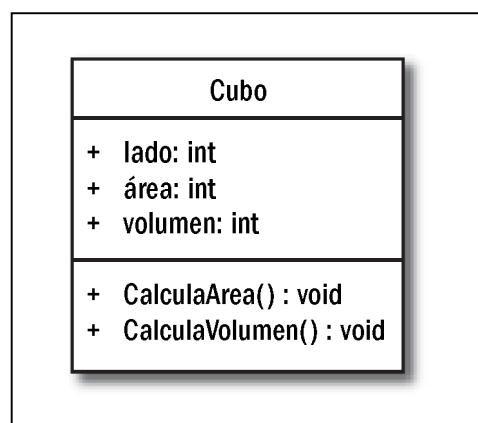 Cubo
+ lado: int
+ área: int
+ volumen: int
+ CalculaArea() : void
+ CalculaVolumen() : void